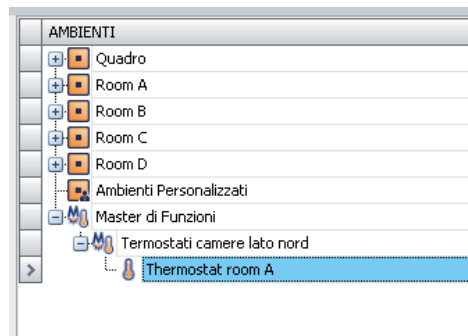 AMBIENTI
Quadro
Room A
Room B
Room C
Room D
Ambienti Personalizzati
Master di Funzioni
Termostati camere lato nord
Thermostat room A